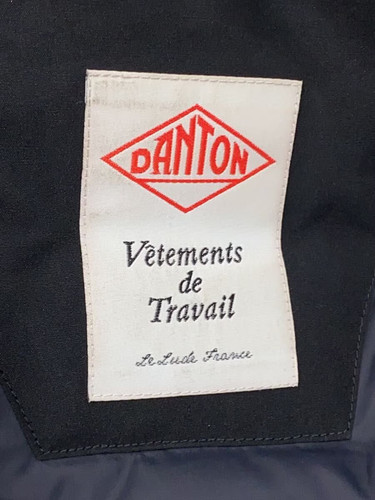 DANTON
Vêtements
de
Travail
Le Lude France